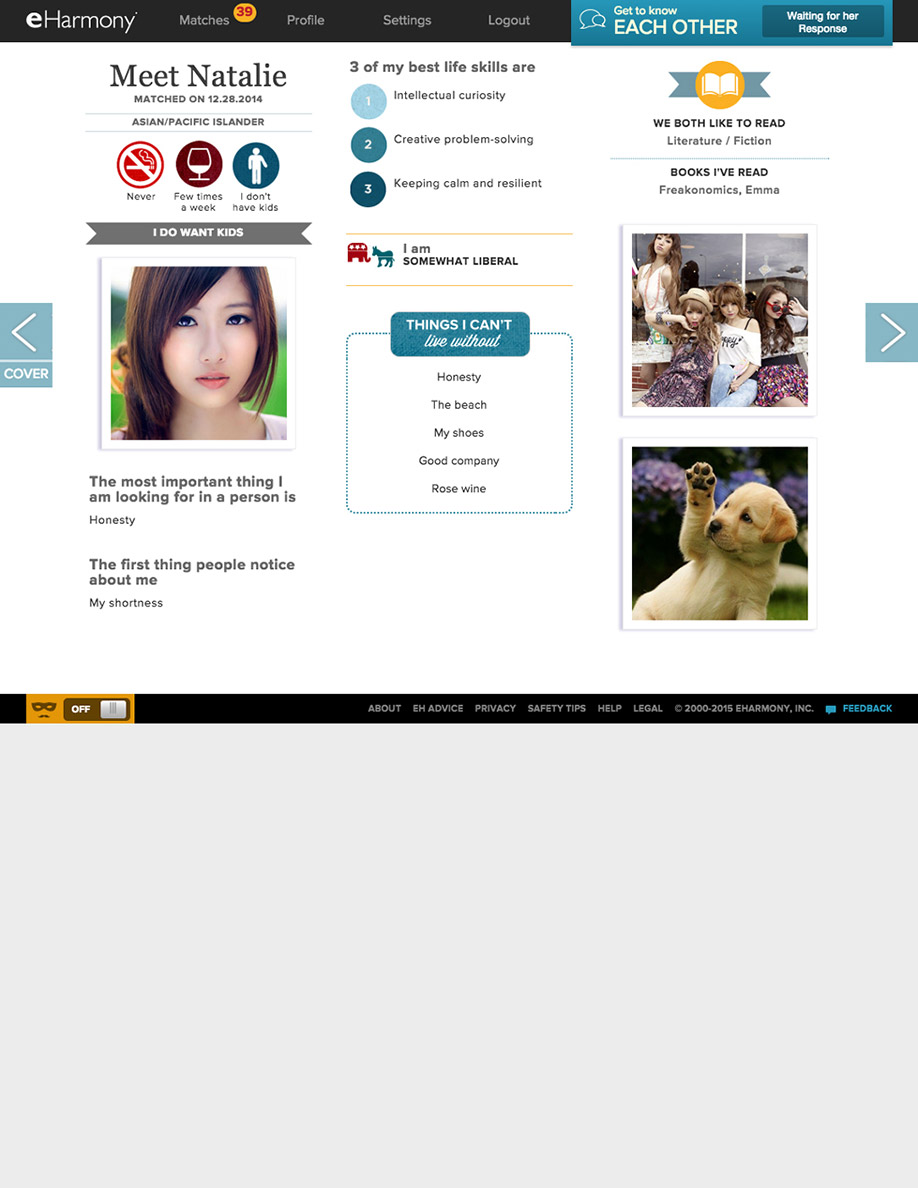 eHarmony
Matches 39 Profile Settings Logout
Get to know
EACH OTHER
Waiting for her
Response
Meet Natalie
MATCHED ON 12.28.2014
ASIAN/PACIFIC ISLANDER
Never
Few times
a week
I don't
have kids
I DO WANT KIDS
COVER
The most important thing I
am looking for in a person is
Honesty
The first thing people notice
about me
My shortness
3 of my best life skills are
1 Intellectual curiosity
2 Creative problem-solving
3 Keeping calm and resilient
I am
SOMEWHAT LIBERAL
THINGS I CAN'T
live without
Honesty
The beach
My shoes
Good company
Rose wine
WE BOTH LIKE TO READ
Literature / Fiction
BOOKS I'VE READ
Freakonomics, Emma
OFF
ABOUT EH ADVICE PRIVACY SAFETY TIPS HELP LEGAL © 2000-2015 EHARMONY, INC. FEEDBACK